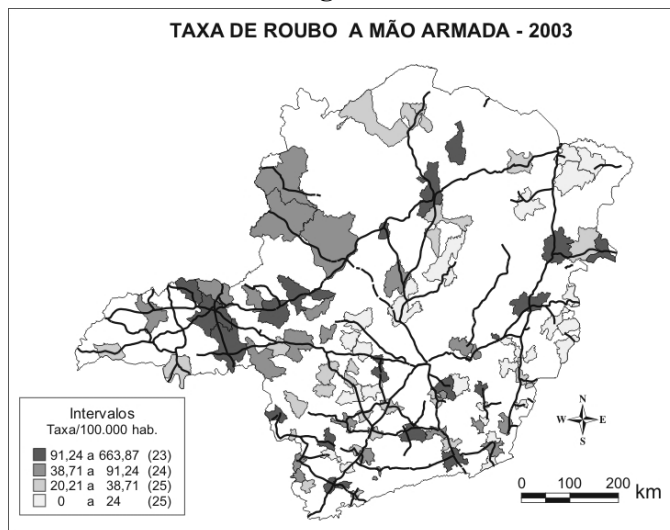 TAXA DE ROUBO A MÃO ARMADA - 2003
Intervalos
Taxa/100.000 hab.
91,24 a 663,87 (23)
38,71 a 91,24 (24)
20,21 a 38,71 (25)
0 a 24 (25)
N
W E
S
0 100 200 km